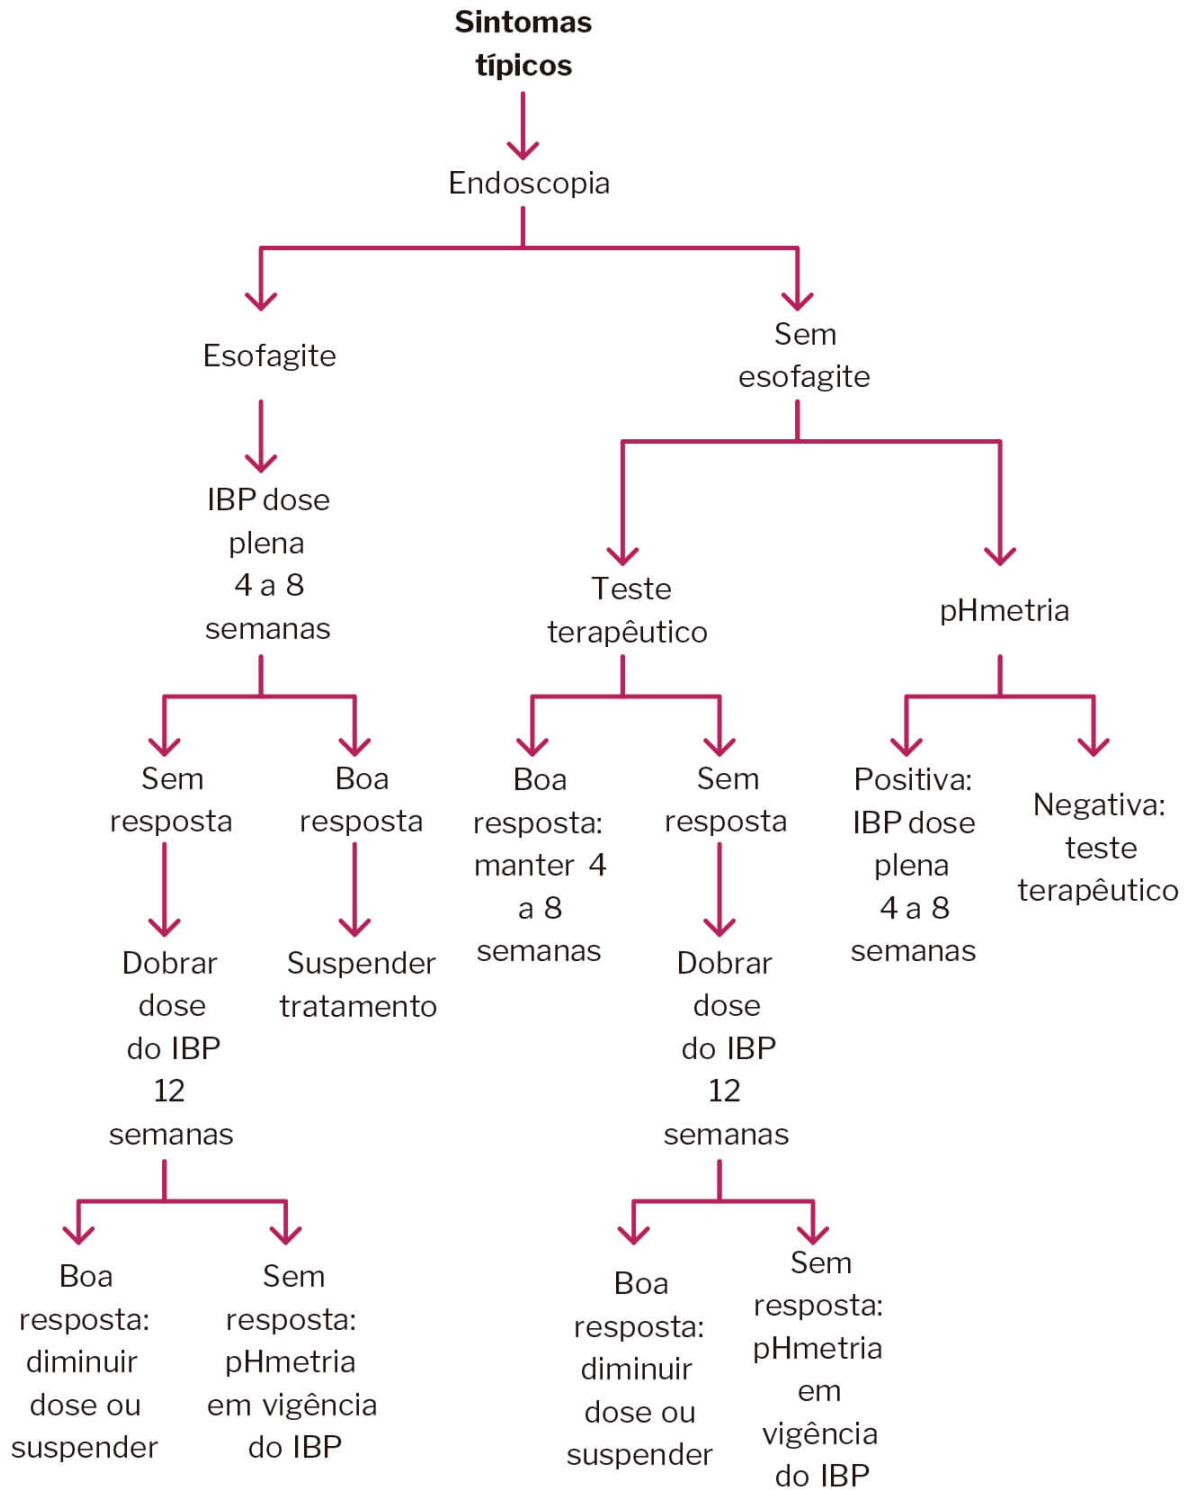 Sintomas
típicos
Endoscopia
Esofagite
Sem
esofagite
IBP dose
plena
4 a 8
semanas
Teste
terapêutico
pHmetria
Sem
resposta
Boa
resposta
Boa
resposta:
manter 4
a 8
semanas
Sem
resposta
Positiva:
IBP dose
plena
4 a 8
semanas
Negativa:
teste
terapêutico
Dobrar
dose
do IBP
12
semanas
Suspender
tratamento
Dobrar
dose
do IBP
12
semanas
Boa
resposta:
diminuir
dose ou
suspender
Sem
resposta:
pHmetria
em vigência
do IBP
Boa
resposta:
diminuir
dose ou
suspender
Sem
resposta:
pHmetria
em
vigência
do IBP